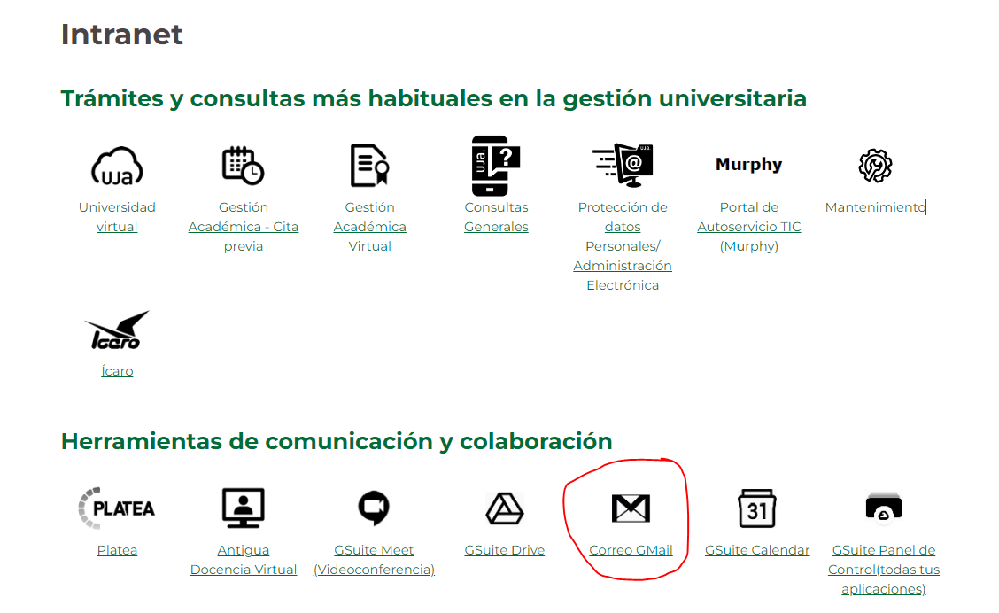 Intranet
Trámites y consultas más habituales en la gestión universitaria
uja
uja.
?
uja.
@
Murphy
Universidad
virtual
Gestión
Académica - Cita
previa
Gestión
Académica
Virtual
Consultas
Generales
Protección de
datos
Personales/
Administración
Electrónica
Portal de
Autoservicio TIC
(Murphy)
Mantenimiento
Icaro
Ícaro
Herramientas de comunicación y colaboración
PLATEA
31
Platea
Antigua
Docencia Virtual
GSuite Meet
(Videoconferencia)
GSuite Drive
Correo GMail
GSuite Calendar
GSuite Panel de
Control(todas tus
aplicaciones)